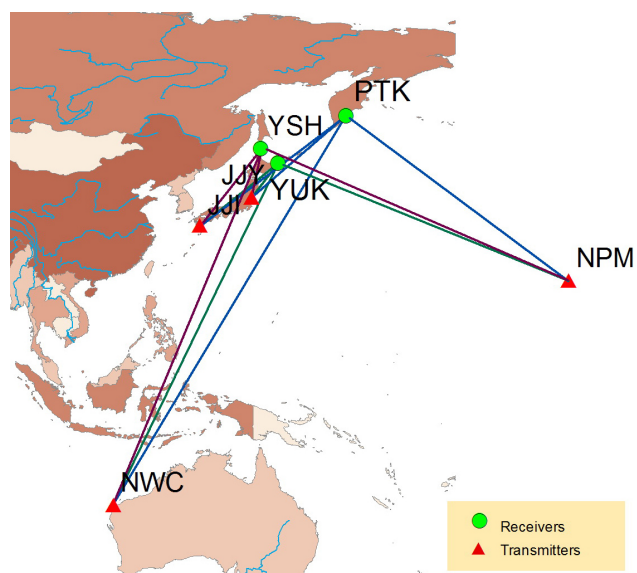 PTK
YSH
JJY
YUK
JJI
NPM
NWC
Receivers
Transmitters